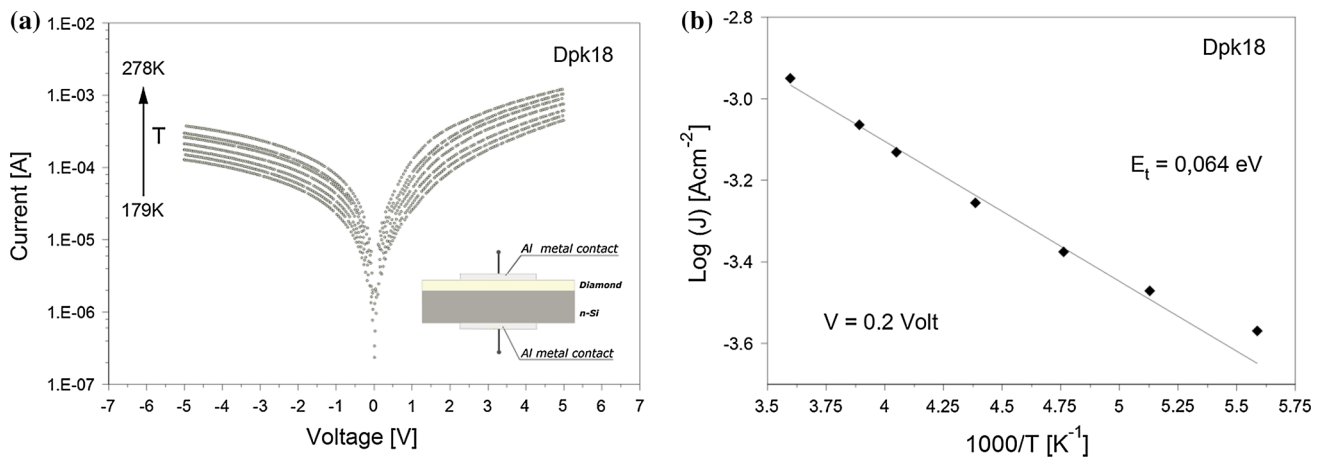 (a)
Dpk18
Current [A]
1.E-02
1.E-03
1.E-04
1.E-05
1.E-06
1.E-07
278K
T
179K
Al metal contact
Diamond
n-Si
Al metal contact
-7 -6 -5 -4 -3 -2 -1 0 1 2 3 4 5 6 7
Voltage [V]
(b)
Dpk18
Log (J) [Acm⁻²]
-2.8
-3.0
-3.2
-3.4
-3.6
Eₜ = 0,064 eV
V = 0.2 Volt
3.5 3.75 4 4.25 4.5 4.75 5 5.25 5.5 5.75
1000/T [K⁻¹]